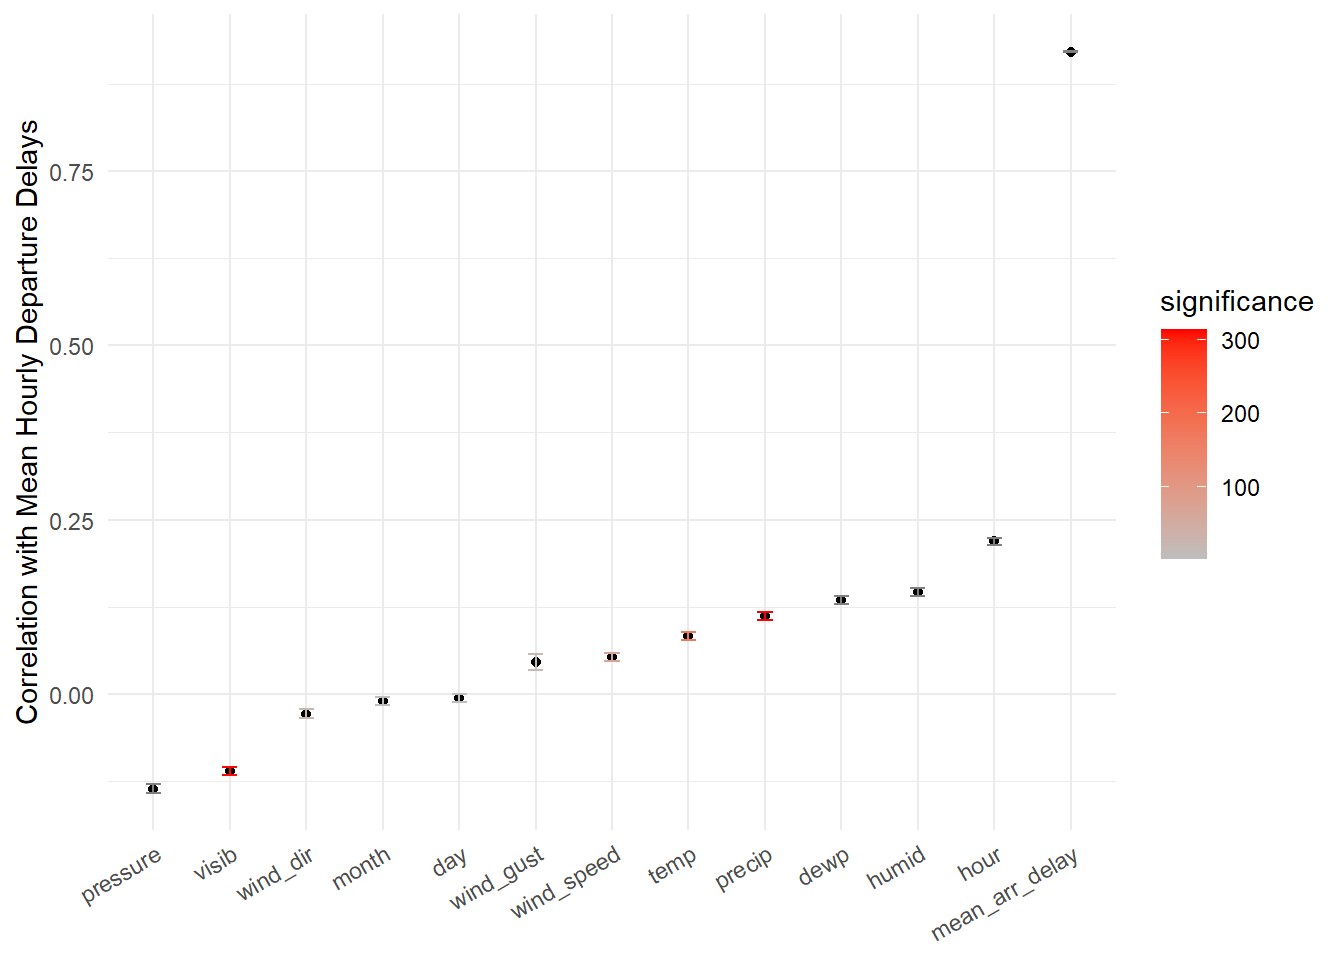 Correlation with Mean Hourly Departure Delays
0.75
0.50
0.25
0.00
pressure
visib
wind_dir
month
day
wind_gust
wind_speed
temp
precip
dewp
humid
hour
mean_arr_delay
significance
300
200
100